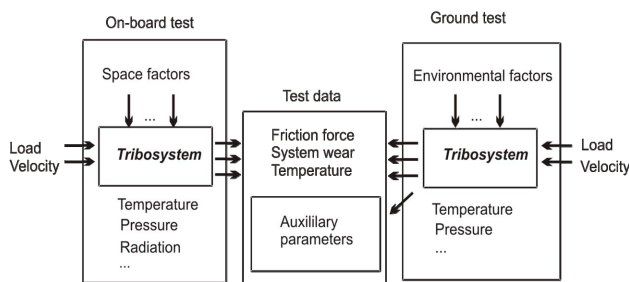 On-board test
Space factors
...
Load
Velocity
Tribosystem
Temperature
Pressure
Radiation
...
Test data
Friction force
System wear
Temperature
Auxililary
parameters
Ground test
Environmental factors
...
Tribosystem
Load
Velocity
Temperature
Pressure
...